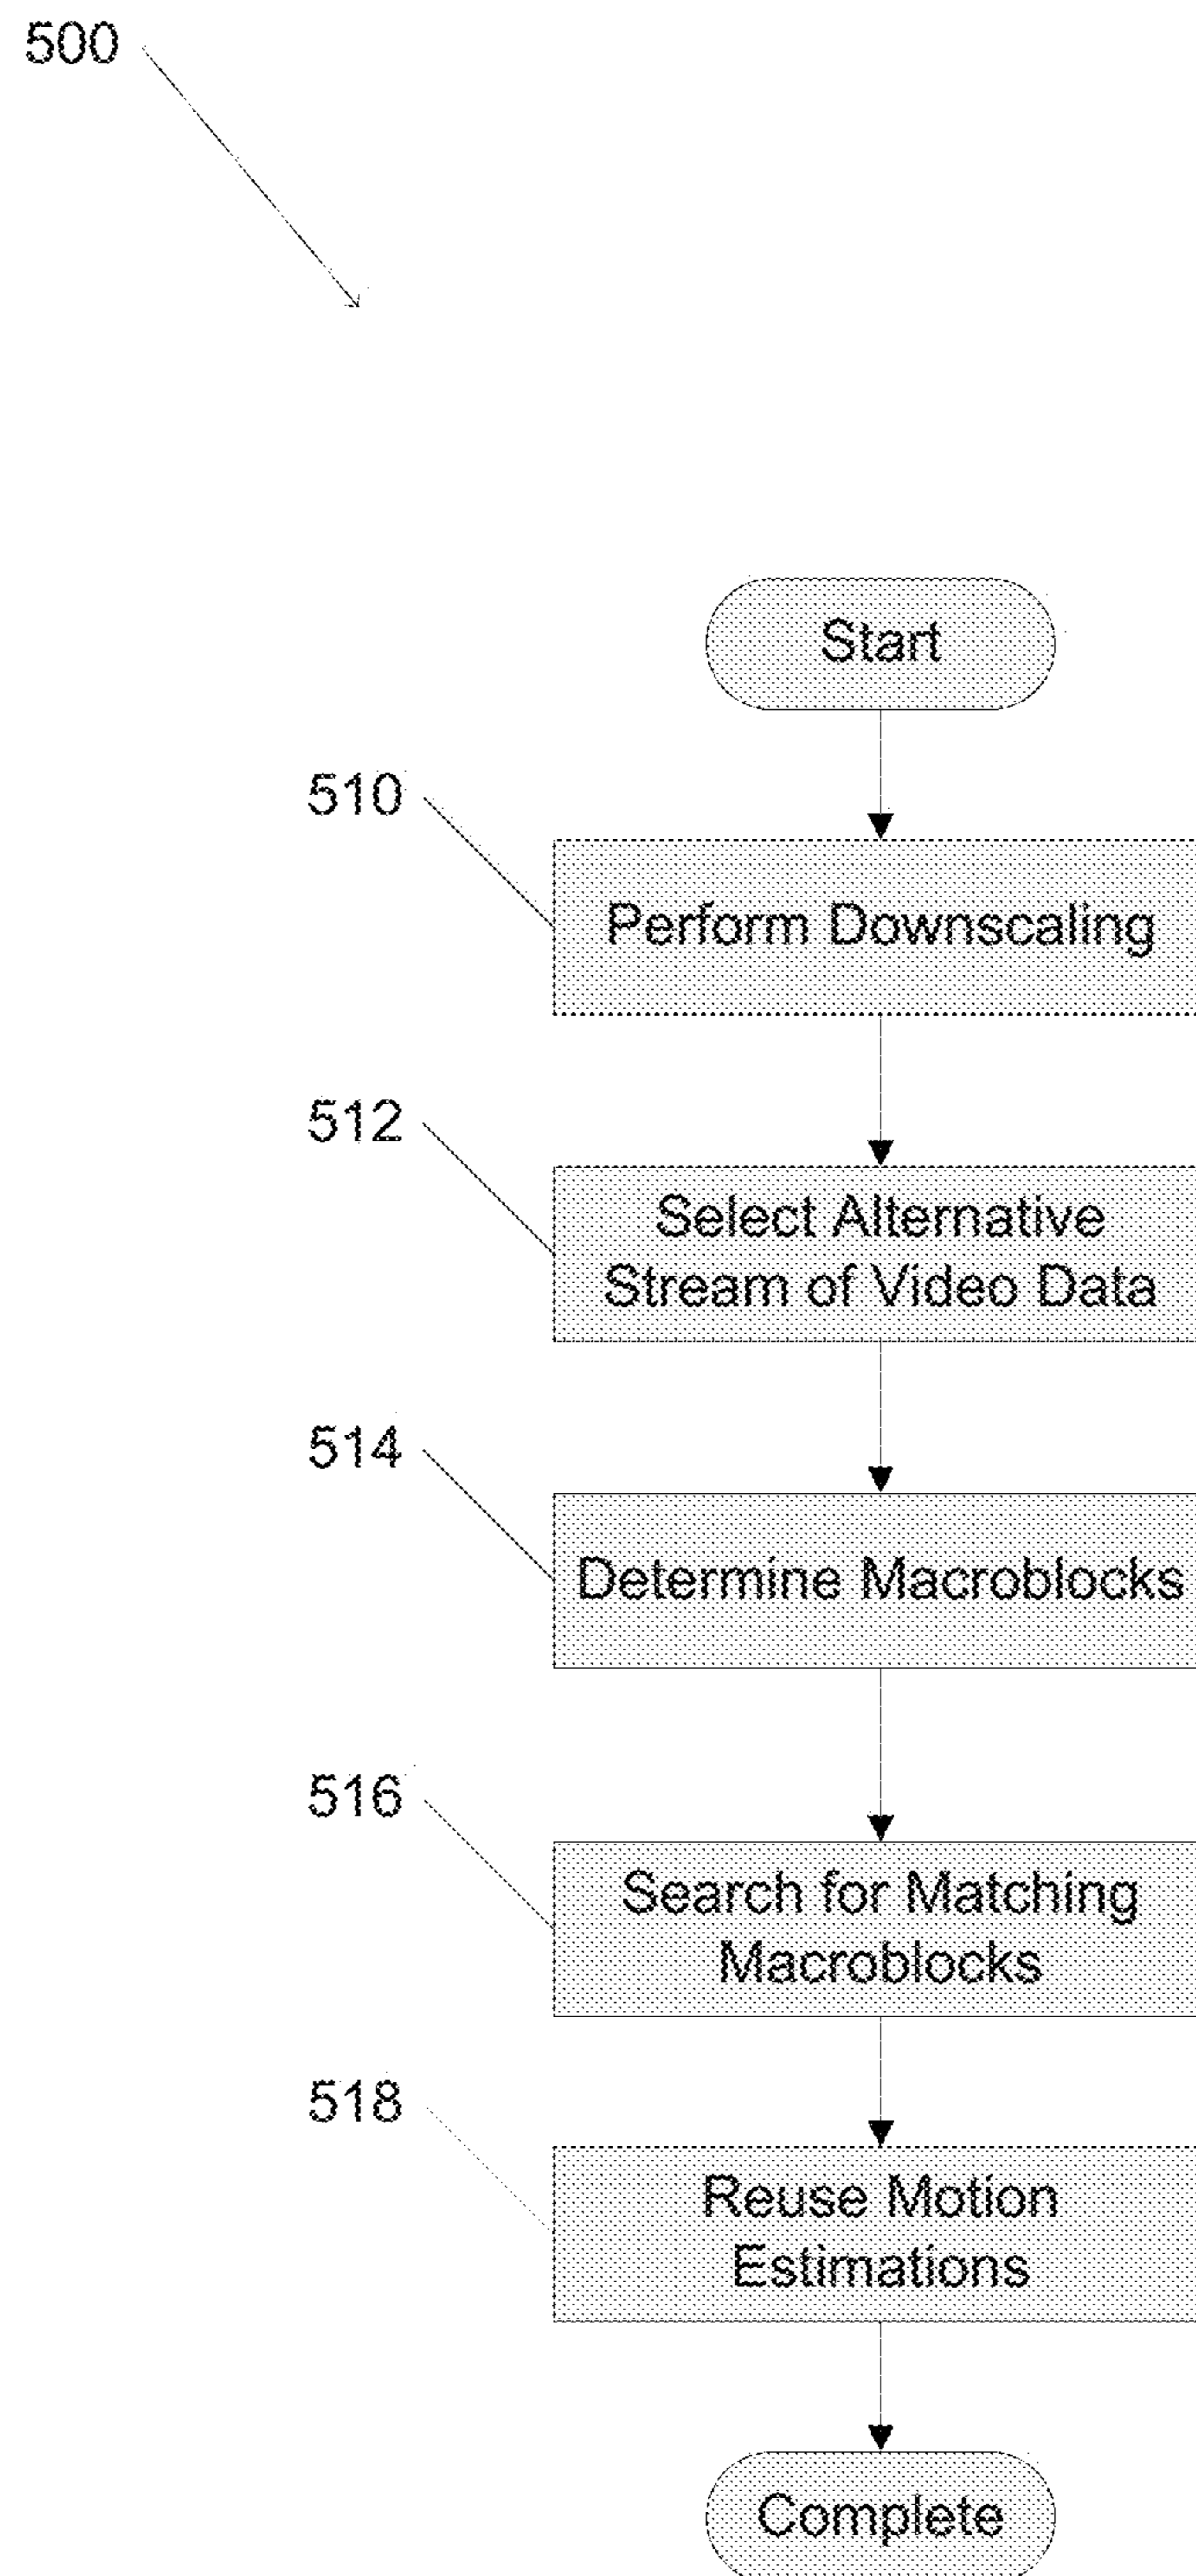 500
Start
510
Perform Downscaling
512
Select Alternative
Stream of Video Data
514
Determine Macroblocks
516
Search for Matching
Macroblocks
518
Reuse Motion
Estimations
Complete